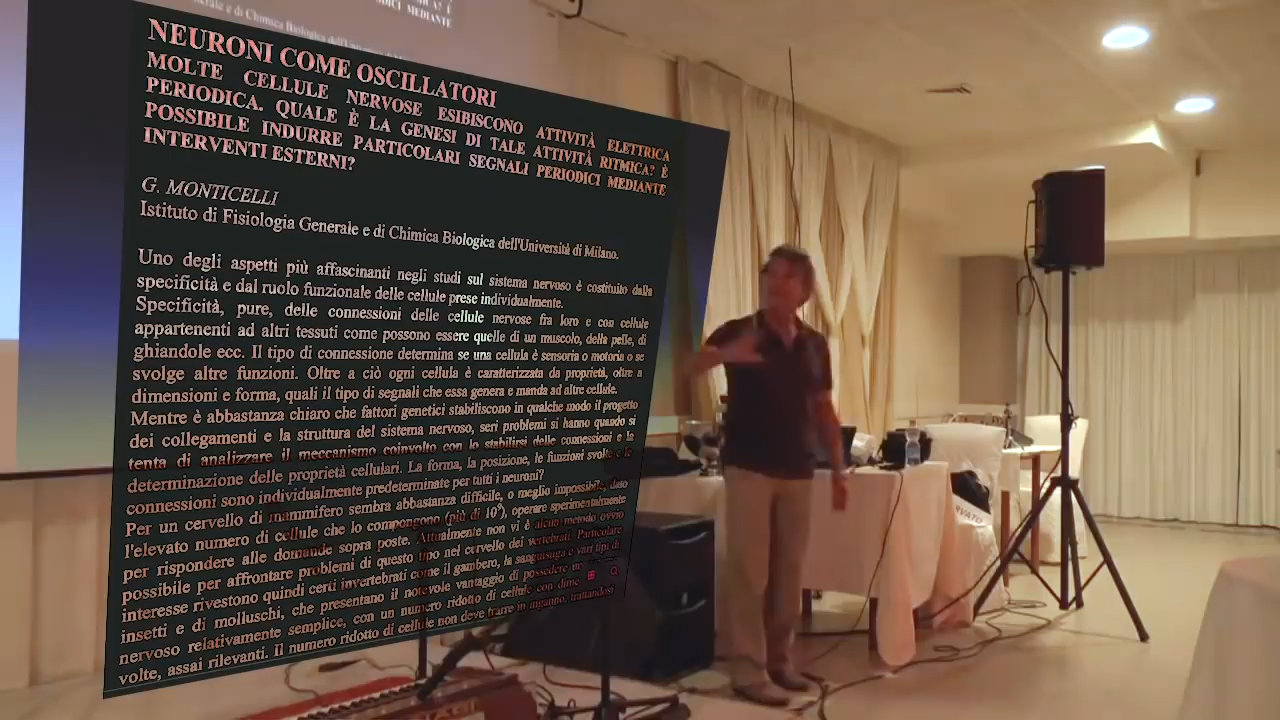 NEURONI COME OSCILLATORI
MOLTE CELLULE NERVOSE ESIBISCONO ATTIVITÀ ELETTRICA
PERIODICA. QUALE È LA GENESI DI TALE ATTIVITÀ RITMICA? È
POSSIBILE INDURRE PARTICOLARI SEGNALI PERIODICI MEDIANTE
INTERVENTI ESTERNI?
G. MONTICELLI
Istituto di Fisiologia Generale e di Chimica Biologica dell'Università di Milano.
Uno degli aspetti più affascinanti negli studi sul sistema nervoso è costituito dalla
specificità e dal ruolo funzionale delle cellule prese individualmente.
Specificità, pure, delle connessioni delle cellule nervose fra loro e con cellule
appartenenti ad altri tessuti come possono essere quelle di un muscolo, della pelle, di
ghiandole ecc. Il tipo di connessione determina se una cellula è sensoria o motoria o se
svolge altre funzioni. Oltre a ciò ogni cellula è caratterizzata da proprietà, oltre a
dimensioni e forma, quali il tipo di segnali che essa genera e manda ad altre cellule.
Mentre è abbastanza chiaro che fattori genetici stabiliscono in qualche modo il progetto
dei collegamenti e la struttura del sistema nervoso, seri problemi si hanno quando si
tenta di analizzare il meccanismo coinvolto con lo stabilirsi delle connessioni e la
determinazione delle proprietà cellulari. La forma, la posizione, le funzioni svolte e le
connessioni sono individualmente predeterminate per tutti i neuroni?
Per un cervello di mammifero sembra abbastanza difficile, o meglio impossibile, dato
l'elevato numero di cellule che lo compongono (più di 10⁹), operare sperimentalmente
per rispondere alle domande sopra poste. Attualmente non vi è alcun metodo ovvio
possibile per affrontare problemi di questo tipo nel cervello dei vertebrati. Particolare
interesse rivestono quindi certi invertebrati come il gambero, la sanguisuga e vari tipi di
insetti e di molluschi, che presentano il notevole vantaggio di possedere
nervoso relativamente semplice, con un numero ridotto di cellule con
volte, assai rilevanti. Il numero ridotto di cellule non deve trarre in inganno, trattandosi